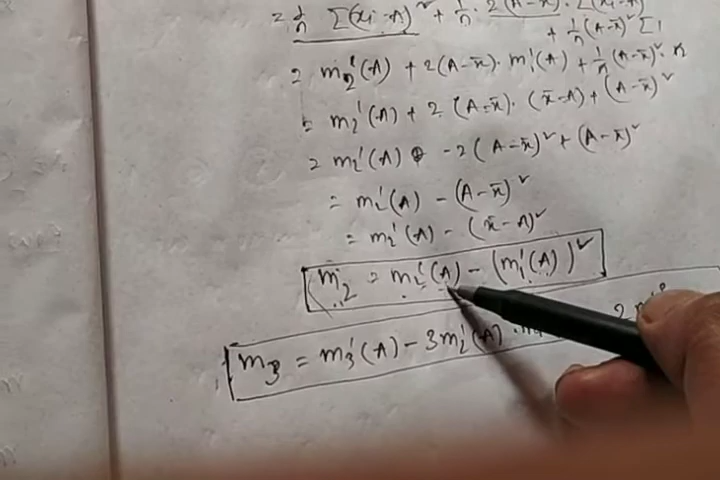 = 1/n Σ(xi-A)² + 1/n · 2(A-x̄) · Σ(xi-A)
+ 1/n (A-x̄)² Σ1
= m₂'(A) + 2(A-x̄) · m₁'(A) + 1/n (A-x̄)² · n
= m₂'(A) + 2 (A-x̄) · (x̄-A) + (A-x̄)²
= m₂'(A) - 2(A-x̄)² + (A-x̄)²
= m₂'(A) - (A-x̄)²
= m₂'(A) - (x̄-A)²
m₂ = m₂'(A) - (m₁'(A))²
m₃ = m₃'(A) - 3m₂'(A) ·